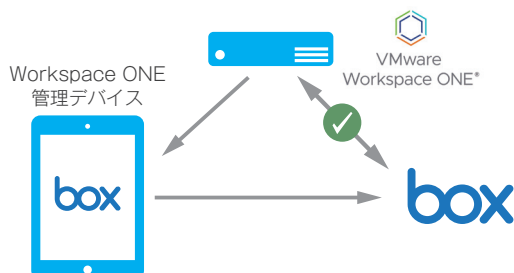 VMware
Workspace ONE®
Workspace ONE
管理デバイス
box
box